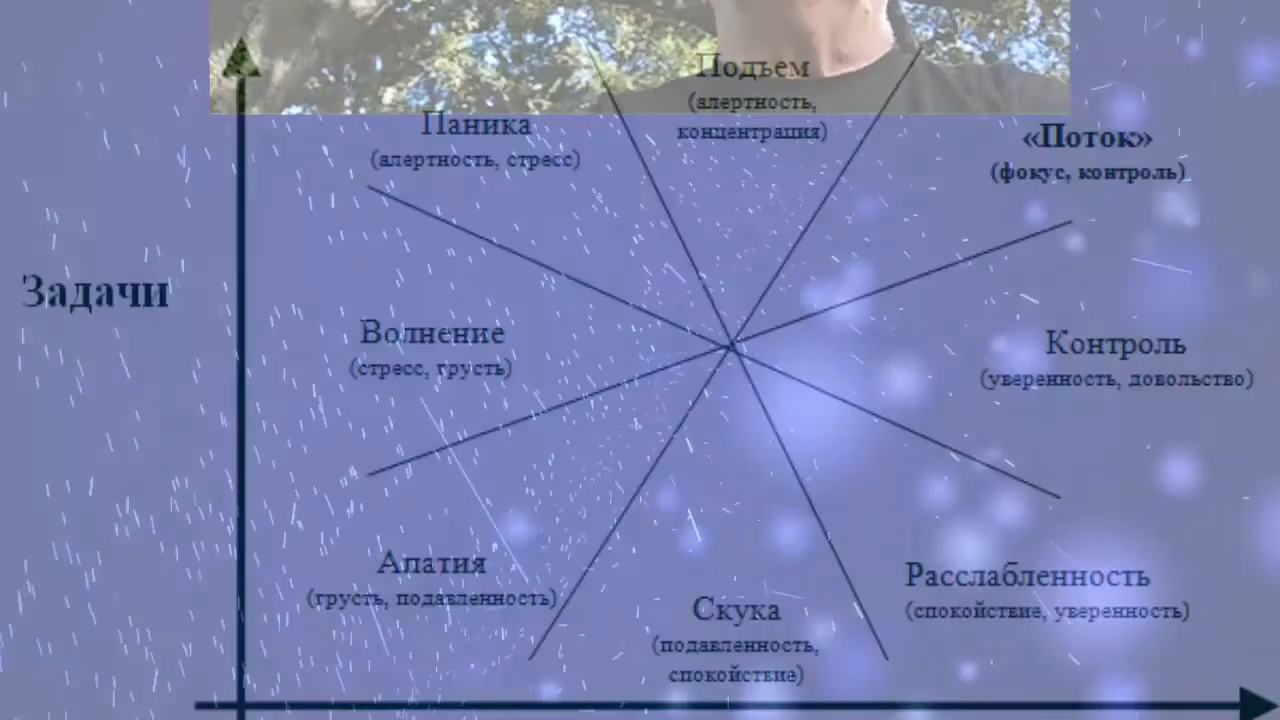 Подъем
(алертность,
концентрация)
Паника
(алертность, стресс)
«Поток»
(фокус, контроль)
Задачи
Волнение
(стресс, грусть)
Контроль
(уверенность, довольство)
Апатия
(грусть, подавленность)
Скука
(подавленность,
спокойствие)
Расслабленность
(спокойствие, уверенность)